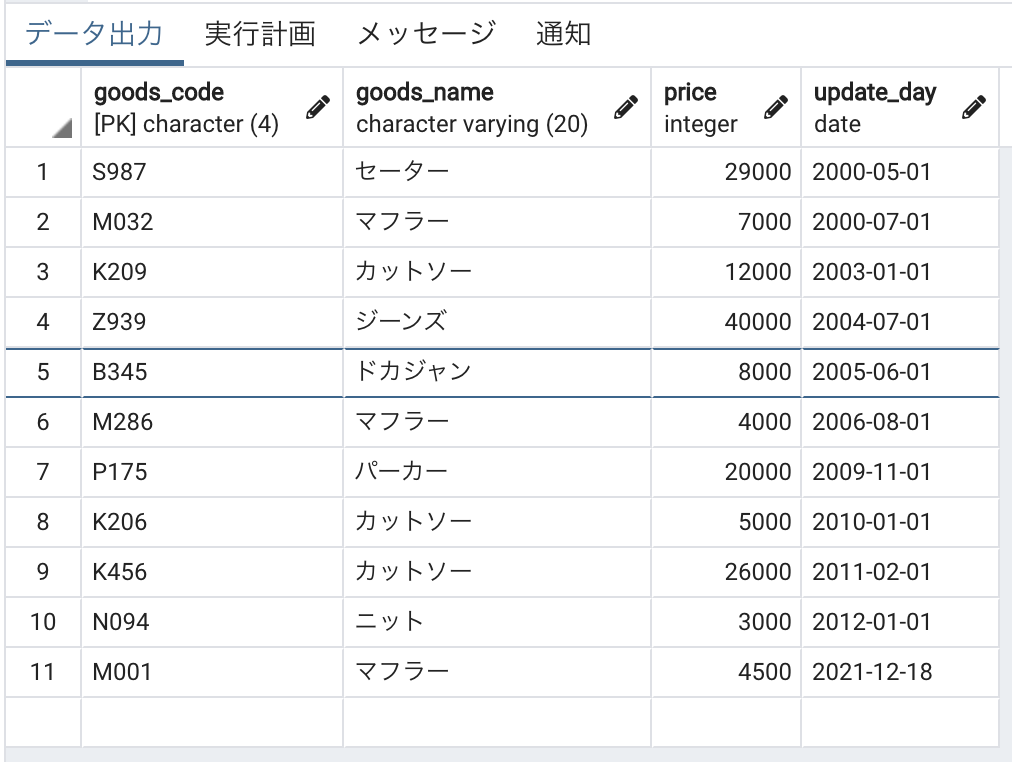 データ出力 実行計画 メッセージ 通知
goods_code goods_name price update_day
[PK] character (4) character varying (20) integer date
1 S987 セーター 29000 2000-05-01
2 M032 マフラー 7000 2000-07-01
3 K209 カットソー 12000 2003-01-01
4 Z939 ジーンズ 40000 2004-07-01
5 B345 ドカジャン 8000 2005-06-01
6 M286 マフラー 4000 2006-08-01
7 P175 パーカー 20000 2009-11-01
8 K206 カットソー 5000 2010-01-01
9 K456 カットソー 26000 2011-02-01
10 N094 ニット 3000 2012-01-01
11 M001 マフラー 4500 2021-12-18